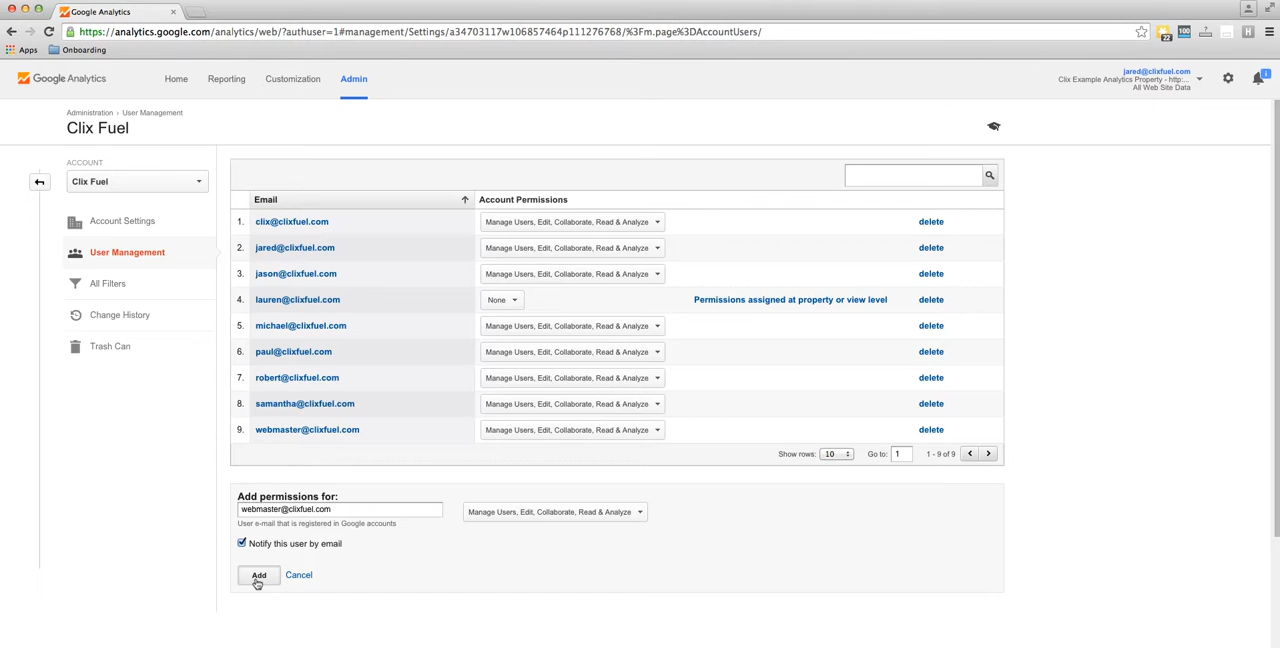 Google Analytics
https://analytics.google.com/analytics/web/?authuser=1#management/Settings/a34703117w106857464p111276768/%3Fm.page%3DAccountUsers/
22
100
Apps Onboarding
Google Analytics Home Reporting Customization Admin
jared@clixfuel.com
Clix Example Analytics Property - http:...
All Web Site Data
1
Administration › User Management
Clix Fuel
ACCOUNT
Clix Fuel
Account Settings
User Management
All Filters
Change History
Trash Can
Email Account Permissions
1. clix@clixfuel.com Manage Users, Edit, Collaborate, Read & Analyze delete
2. jared@clixfuel.com Manage Users, Edit, Collaborate, Read & Analyze delete
3. jason@clixfuel.com Manage Users, Edit, Collaborate, Read & Analyze delete
4. lauren@clixfuel.com None Permissions assigned at property or view level delete
5. michael@clixfuel.com Manage Users, Edit, Collaborate, Read & Analyze delete
6. paul@clixfuel.com Manage Users, Edit, Collaborate, Read & Analyze delete
7. robert@clixfuel.com Manage Users, Edit, Collaborate, Read & Analyze delete
8. samantha@clixfuel.com Manage Users, Edit, Collaborate, Read & Analyze delete
9. webmaster@clixfuel.com Manage Users, Edit, Collaborate, Read & Analyze delete
Show rows: 10 Go to: 1 1 - 9 of 9
Add permissions for:
webmaster@clixfuel.com Manage Users, Edit, Collaborate, Read & Analyze
User e-mail that is registered in Google accounts
Notify this user by email
Add Cancel